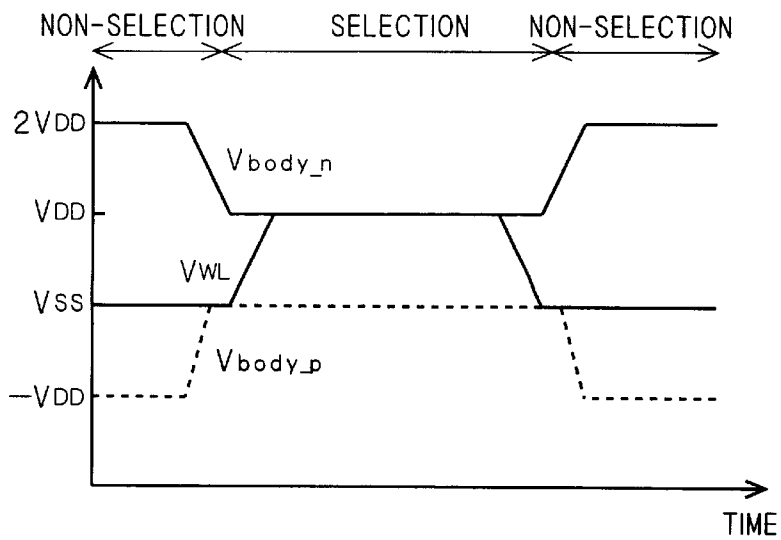 NON-SELECTION SELECTION NON-SELECTION
2VDD
Vbody_n
VDD
VWL
VSS
Vbody_p
—VDD
TIME